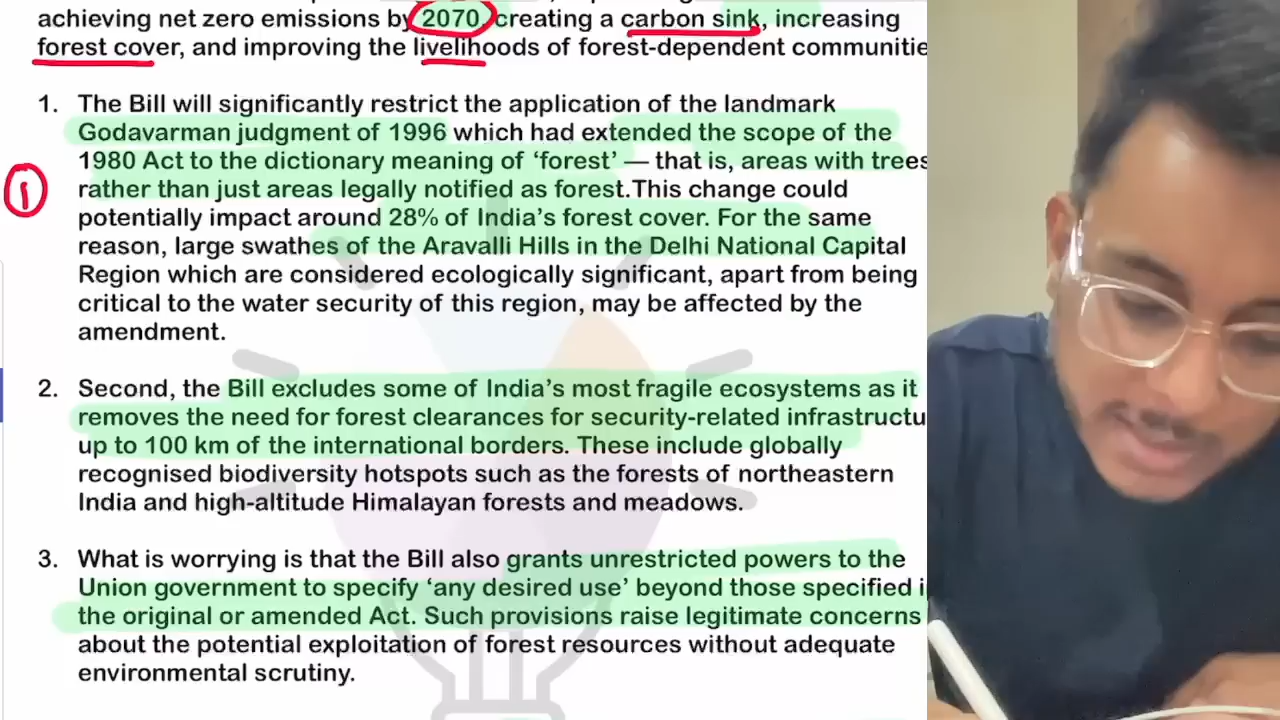 achieving net zero emissions by 2070, creating a carbon sink, increasing
forest cover, and improving the livelihoods of forest-dependent
1. The Bill will significantly restrict the application of the landmark
Godavarman judgment of 1996 which had extended the scope of the
1980 Act to the dictionary meaning of ‘forest’ — that is, areas with trees
1
rather than just areas legally notified as forest.This change could
potentially impact around 28% of India’s forest cover. For the same
reason, large swathes of the Aravalli Hills in the Delhi National Capital
Region which are considered ecologically significant, apart from being
critical to the water security of this region, may be affected by the
amendment.
2. Second, the Bill excludes some of India’s most fragile ecosystems as it
removes the need for forest clearances for security-related
up to 100 km of the international borders. These include globally
recognised biodiversity hotspots such as the forests of northeastern
India and high-altitude Himalayan forests and meadows.
3. What is worrying is that the Bill also grants unrestricted powers to the
Union government to specify ‘any desired use’ beyond those specified
the original or amended Act. Such provisions raise legitimate concerns
about the potential exploitation of forest resources without adequate
environmental scrutiny.